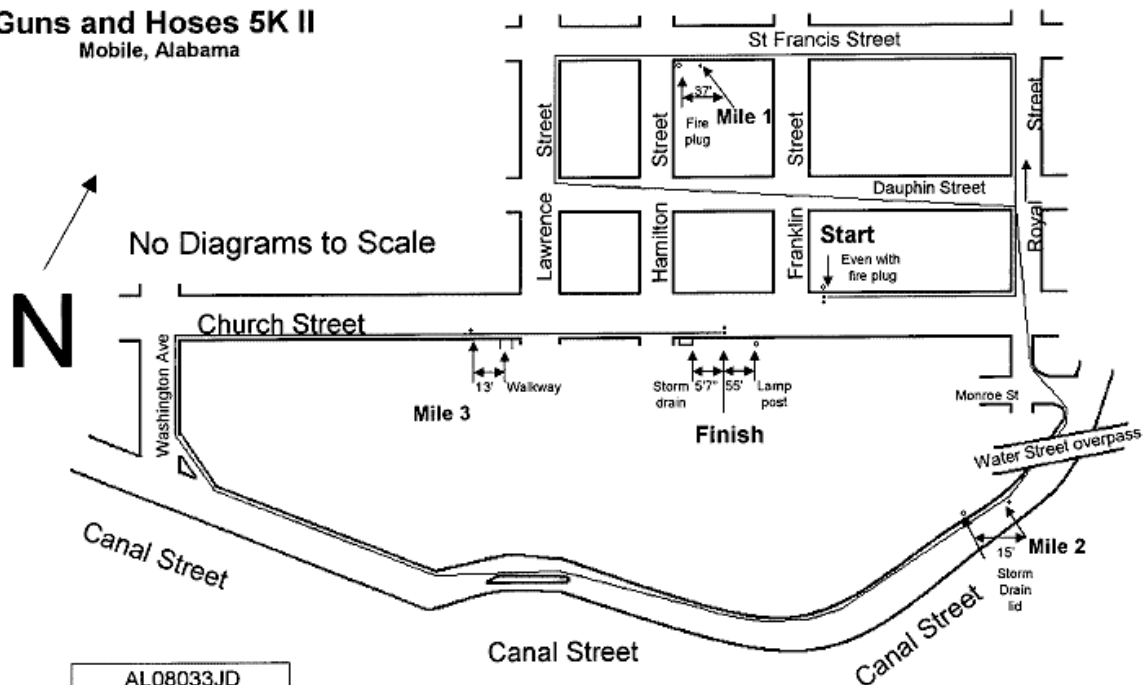 Guns and Hoses 5K II
Mobile, Alabama
St Francis Street
37'
Mile 1
Fire
plug
Street
Street
Street
Street
Dauphin Street
No Diagrams to Scale
Lawrence
Hamilton
Franklin
Royal
Start
Even with
fire plug
N
Church Street
Washington Ave
13'
Walkway
Mile 3
Storm
drain
5'7"
55'
Lamp
post
Finish
Monroe St
Water Street overpass
Mile 2
15'
Storm
Drain
lid
Canal Street
Canal Street
Canal Street
AL08033JD